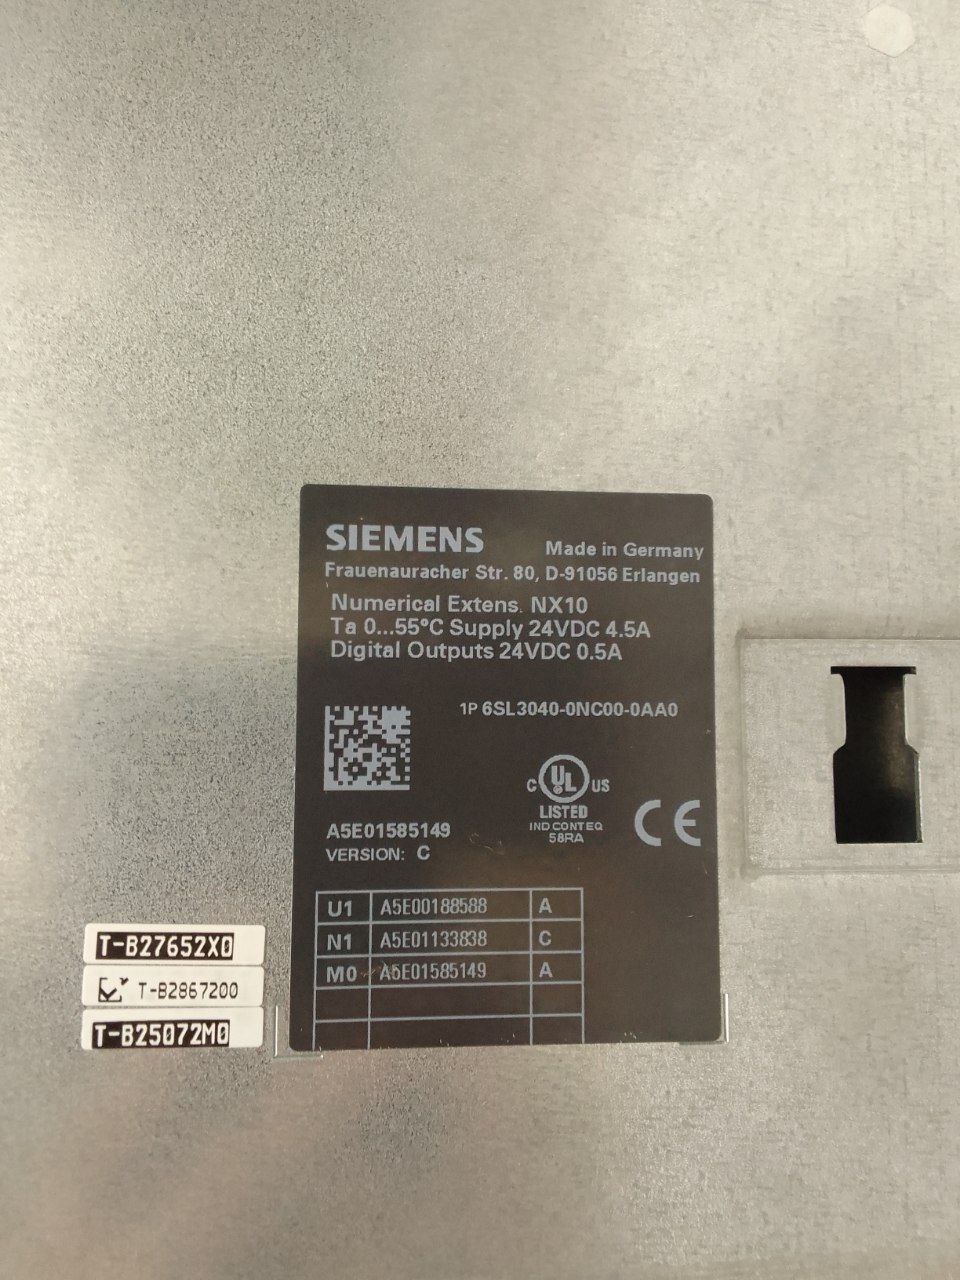 SIEMENS
Made in Germany
Frauenauracher Str. 80, D-91056 Erlangen
Numerical Extens. NX10
Ta 0...55°C Supply 24VDC 4.5A
Digital Outputs 24VDC 0.5A
1P 6SL3040-0NC00-0AA0
C UL US
LISTED
IND CONT EQ
58RA
CE
A5E01585149
VERSION: C
U1 A5E00188588 A
N1 A5E01133838 C
M0 A5E01585149 A
T-B27652X0
T-B2867200
T-B25072M0